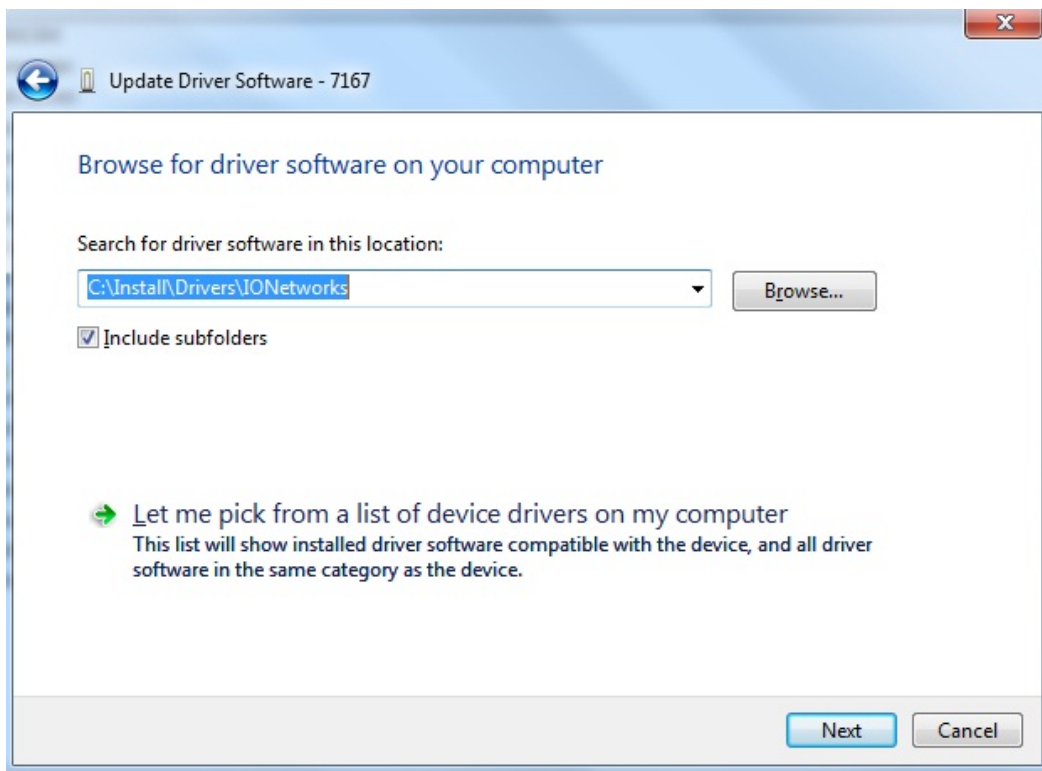 Update Driver Software - 7167
Browse for driver software on your computer
Search for driver software in this location:
C:\Install\Drivers\IONetworks
Browse...
Include subfolders
Let me pick from a list of device drivers on my computer
This list will show installed driver software compatible with the device, and all driver
software in the same category as the device.
Next
Cancel